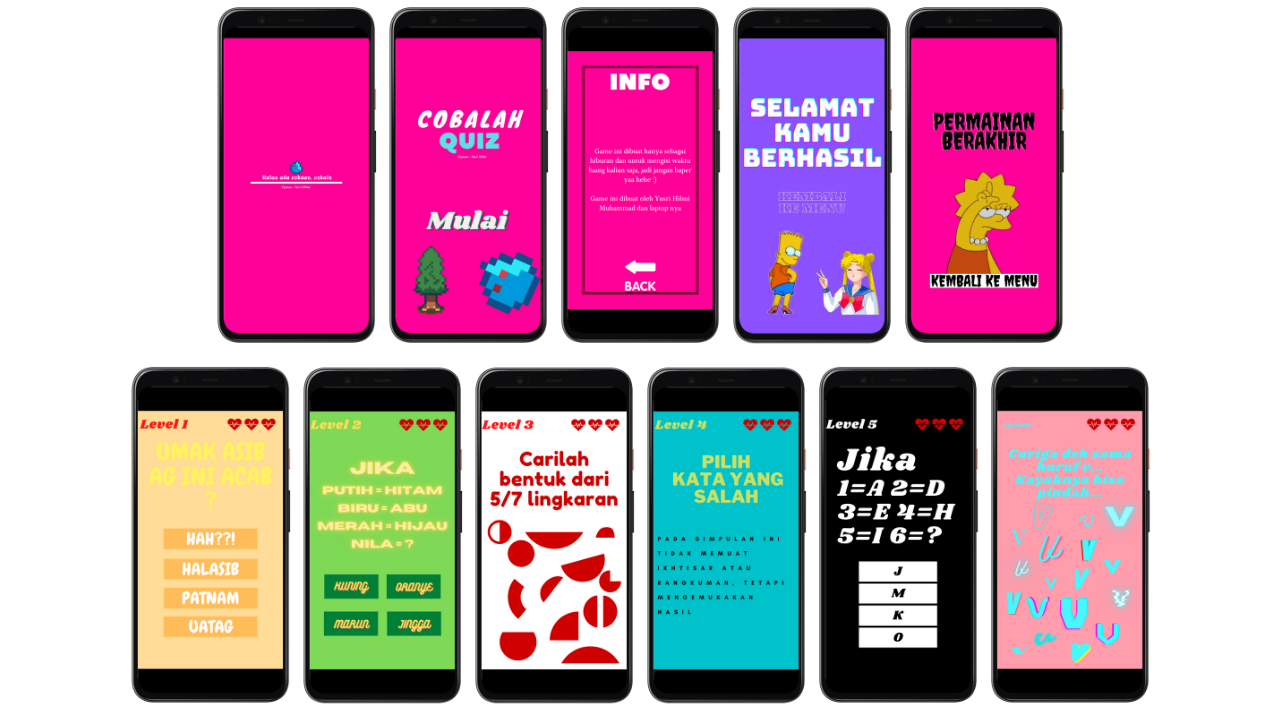 Kalau ada cobaan, cobain
COBALAH
QUIZ
Mulai
INFO
Game ini dibuat hanya sebagai
hiburan dan untuk mengisi waktu
luang kalian saja, jadi jangan baper
yaa hehe :)
Game ini dibuat oleh Yusri Hilmi
Muhammad dan laptop nya
BACK
SELAMAT
KAMU
BERHASIL
KEMBALI
KE MENU
PERMAINAN
BERAKHIR
KEMBALI KE MENU
Level 1
UMAK ASIB
AG INI ACAB
?
HAH??!
HALASIB
PATNAM
UATAG
Level 2
JIKA
PUTIH = HITAM
BIRU = ABU
MERAH = HIJAU
NILA = ?
KUNING
ORANYE
MARUN
JINGGA
Level 3
Carilah
bentuk dari
5/7 lingkaran
Level 4
PILIH
KATA YANG
SALAH
PADA SIMPULAN INI
TIDAK MEMUAT
IKHTISAR ATAU
RANGKUMAN, TETAPI
MENGEMUKAKAN
HASIL
Level 5
Jika
1=A 2=D
3=E 4=H
5=I 6=?
J
M
K
O
Curiga deh sama
huruf v...
Kayaknya bisa
pindah...